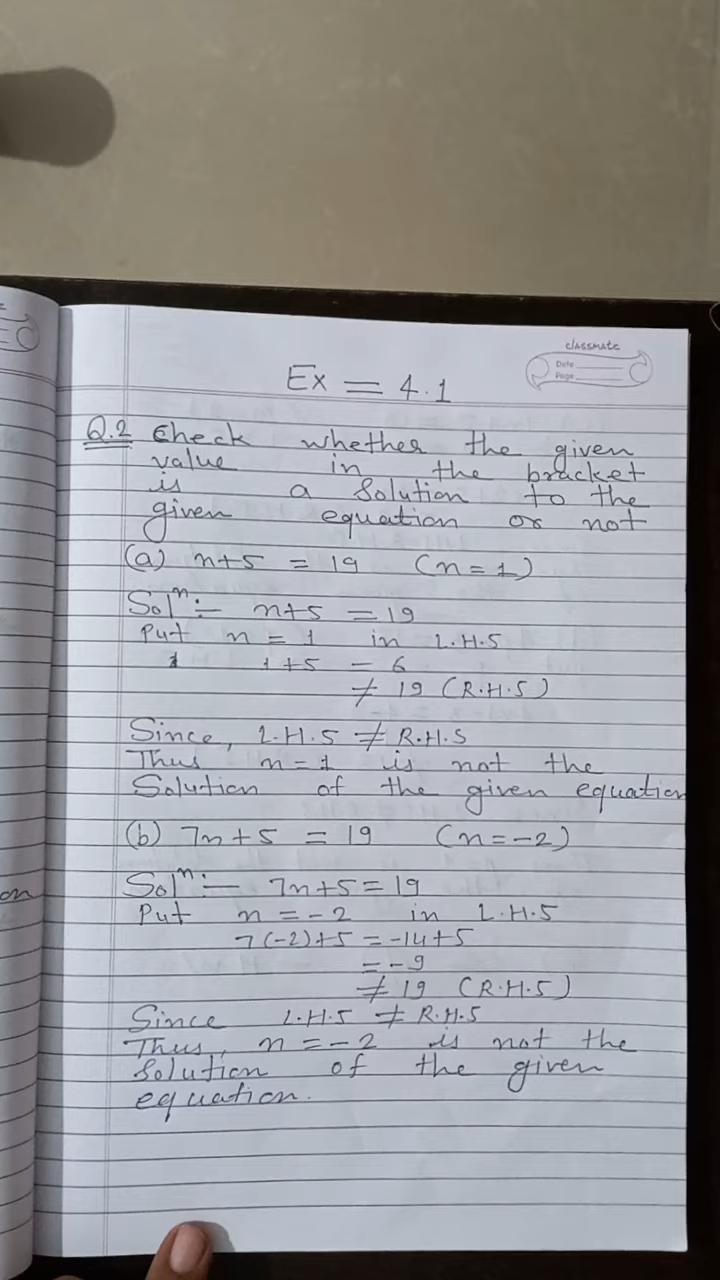 classmate
Date
Page
Ex = 4.1
Q.2 Check whether the given
value in the bracket
is a solution to the
given equation or not
(a) n+5 = 19 (n=1)
Solⁿ:- n+5 = 19
Put n = 1 in L.H.S
1 1+5 = 6
≠ 19 (R.H.S)
Since, L.H.S ≠ R.H.S
Thus n=1 is not the
Solution of the given equation
(b) 7n+5 = 19 (n=-2)
on
Solⁿ:- 7n+5=19
Put n = -2 in L.H.S
7(-2)+5 = -14+5
= -9
≠ 19 (R.H.S)
Since L.H.S ≠ R.H.S
Thus, n = -2 is not the
Solution of the given
equation.